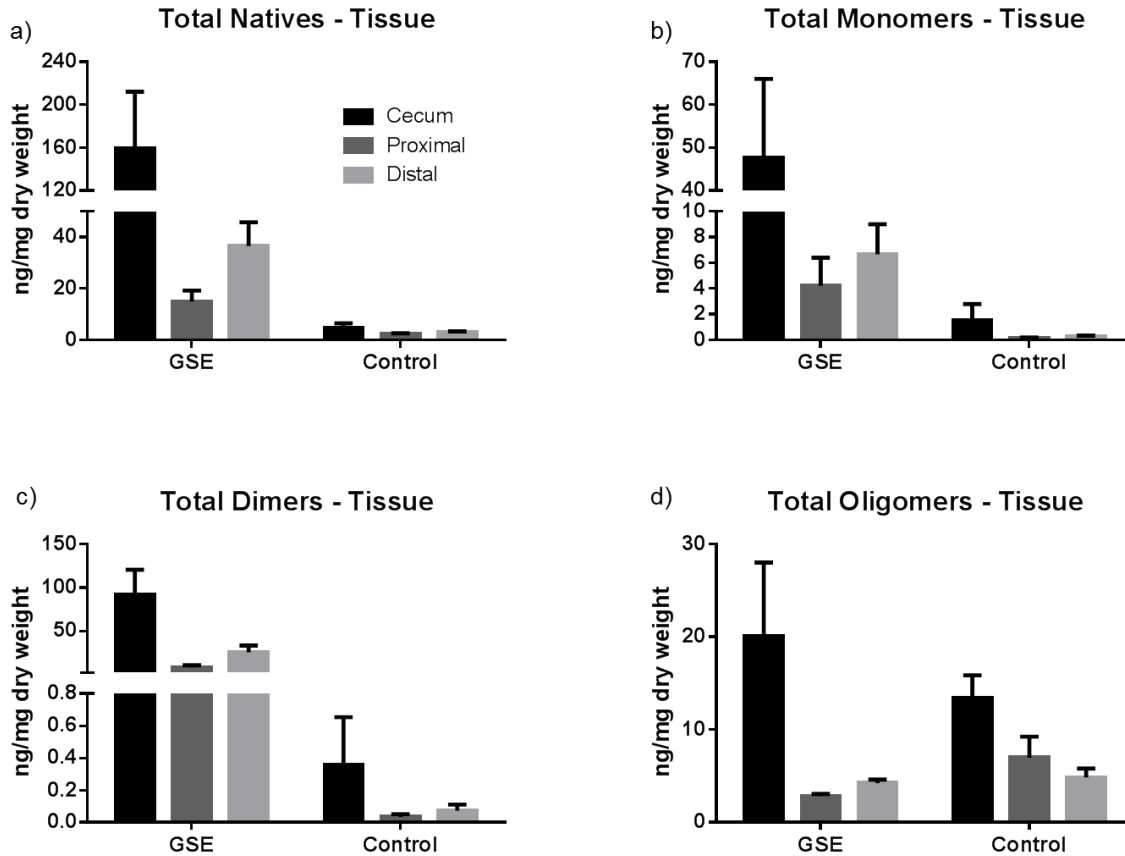 a)
Total Natives - Tissue
ng/mg dry weight
240
200
160
120
40
20
0
Cecum
Proximal
Distal
GSE Control
b)
Total Monomers - Tissue
ng/mg dry weight
70
60
50
40
10
8
6
4
2
0
GSE Control
c)
Total Dimers - Tissue
ng/mg dry weight
150
100
50
0.8
0.6
0.4
0.2
0.0
GSE Control
d)
Total Oligomers - Tissue
ng/mg dry weight
30
20
10
0
GSE Control